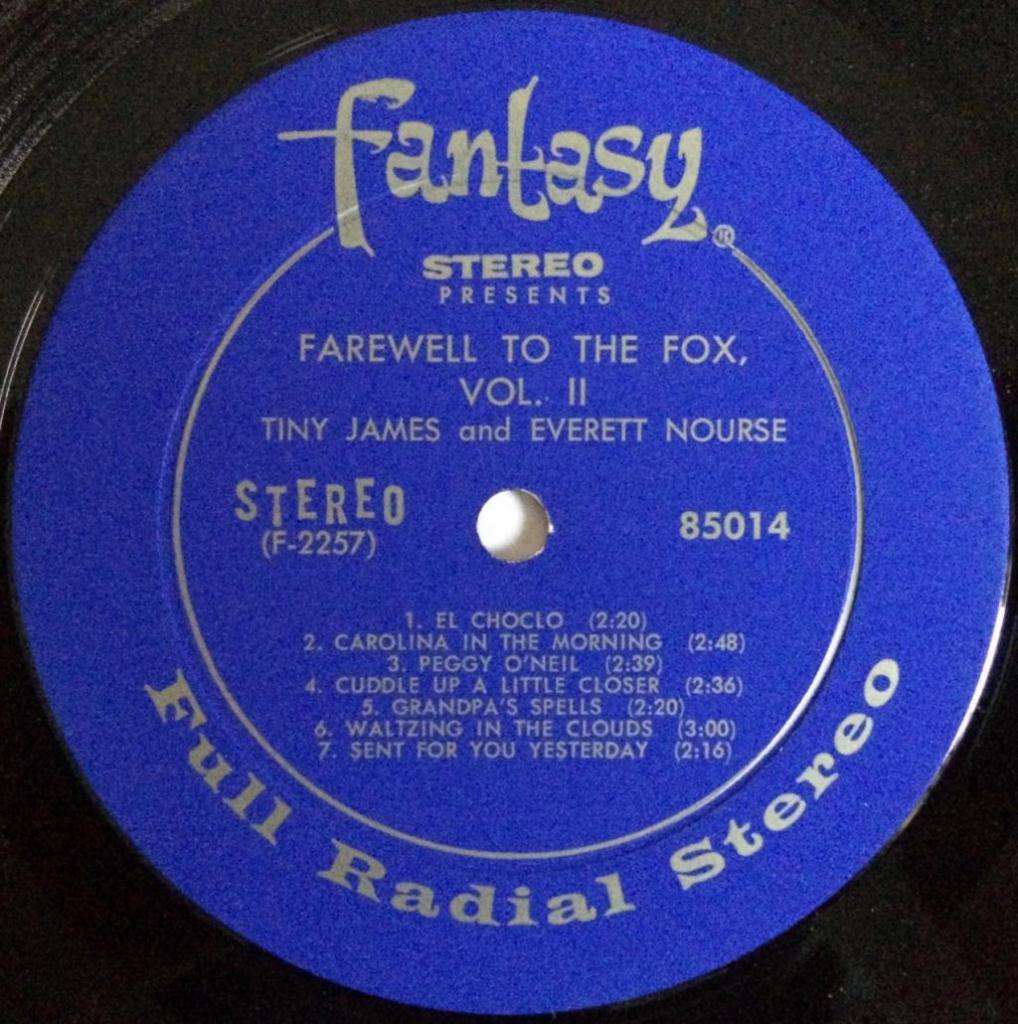 fantasy®
STEREO
PRESENTS
FAREWELL TO THE FOX,
VOL. II
TINY JAMES and EVERETT NOURSE
STEREO
(F-2257)
85014
1. EL CHOCLO (2:20)
2. CAROLINA IN THE MORNING (2:48)
3. PEGGY O'NEIL (2:39)
4. CUDDLE UP A LITTLE CLOSER (2:36)
5. GRANDPA'S SPELLS (2:20)
6. WALTZING IN THE CLOUDS (3:00)
7. SENT FOR YOU YESTERDAY (2:16)
Full Radial Stereo